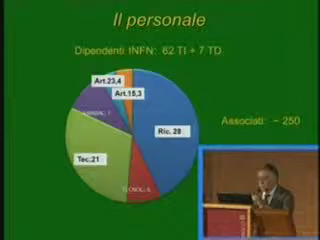 Il personale
Dipendenti INFN: 62 TI + 7 TD
Art.23,4
Art.15,3
Ric. 28
Tec.21
Associati: ~ 250